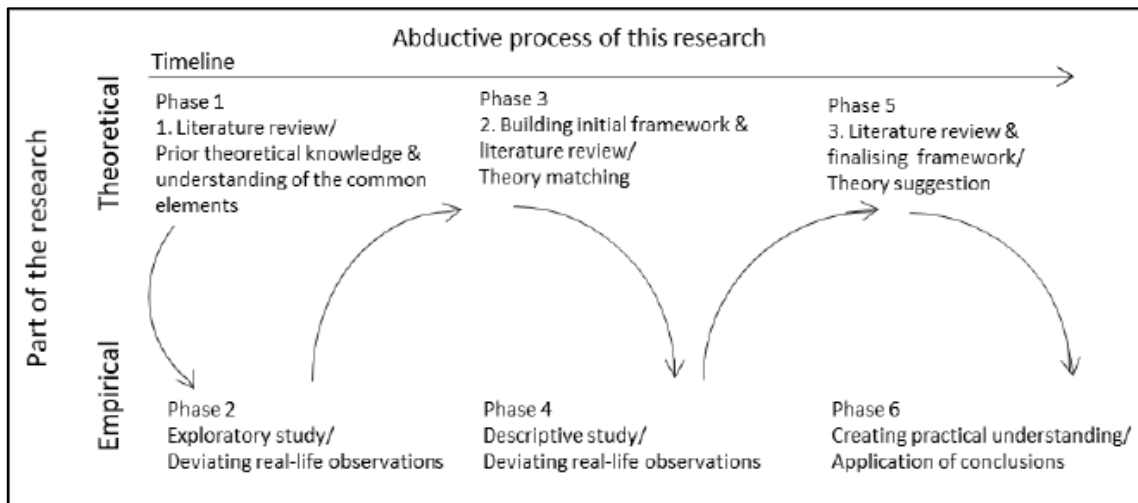 Abductive process of this research
Timeline
Part of the research
Theoretical
Phase 1
1. Literature review/
Prior theoretical knowledge &
understanding of the common
elements
Phase 3
2. Building initial framework &
literature review/
Theory matching
Phase 5
3. Literature review &
finalising framework/
Theory suggestion
Empirical
Phase 2
Exploratory study/
Deviating real-life observations
Phase 4
Descriptive study/
Deviating real-life observations
Phase 6
Creating practical understanding/
Application of conclusions